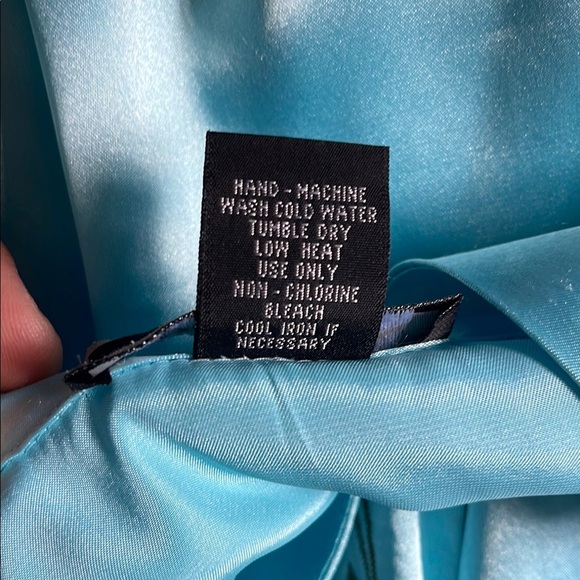 HAND - MACHINE
WASH COLD WATER
TUMBLE DRY
LOW HEAT
USE ONLY
NON - CHLORINE
BLEACH
COOL IRON IF
NECESSARY